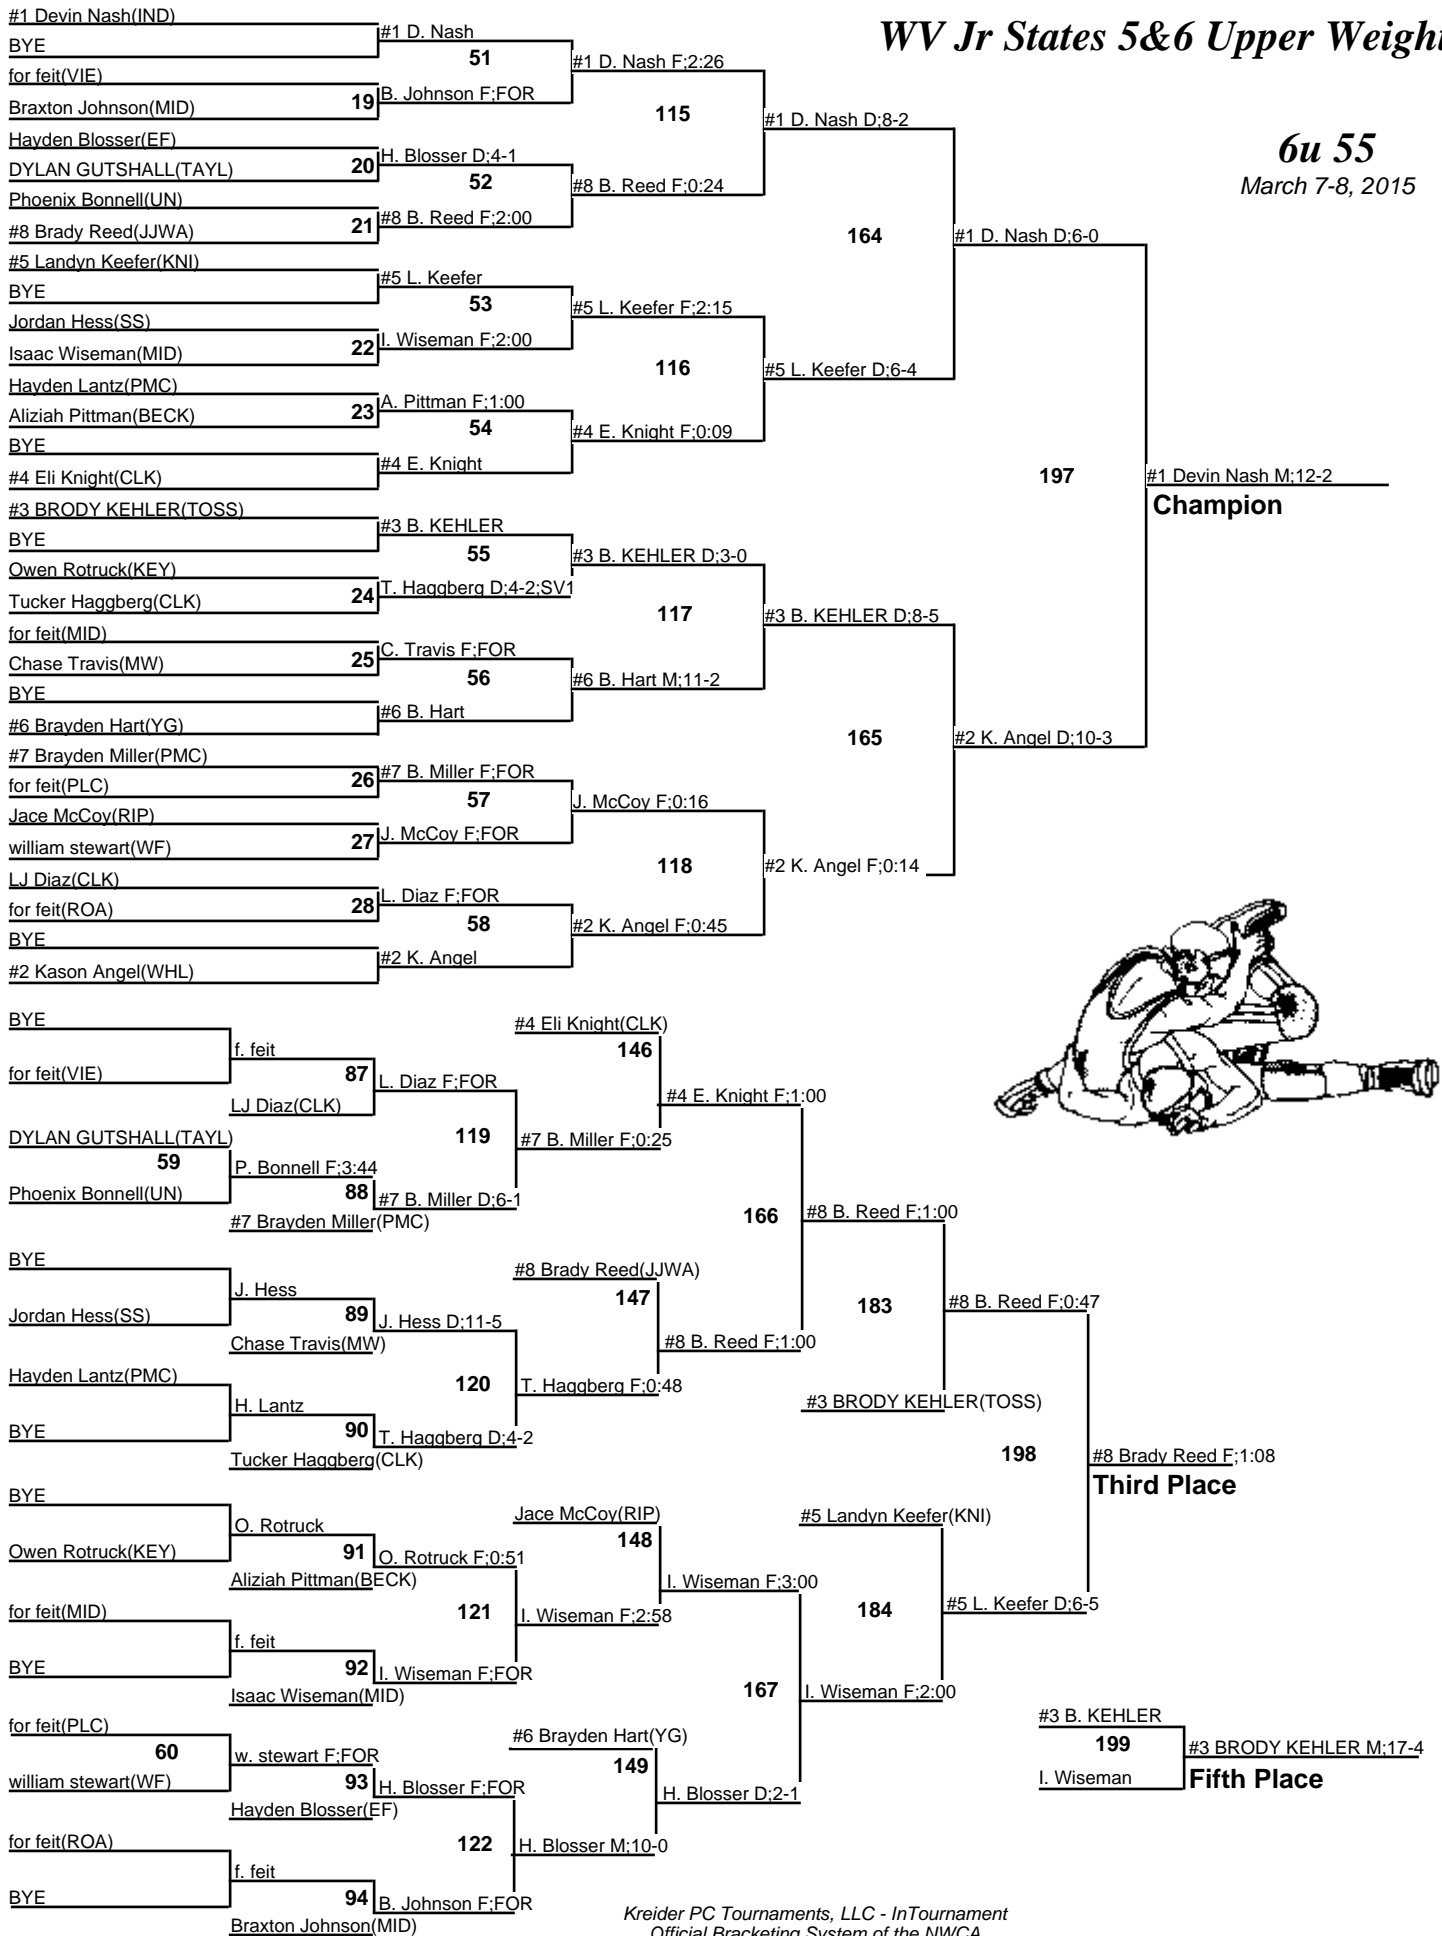 WV Jr States 5&6 Upper Weight
6u 55
March 7-8, 2015
#1 Devin Nash(IND)
BYE
for feit(VIE)
Braxton Johnson(MID)
Hayden Blosser(EF)
DYLAN GUTSHALL(TAYL)
Phoenix Bonnell(UN)
#8 Brady Reed(JJWA)
#5 Landyn Keefer(KNI)
BYE
Jordan Hess(SS)
Isaac Wiseman(MID)
Hayden Lantz(PMC)
Aliziah Pittman(BECK)
BYE
#4 Eli Knight(CLK)
#3 BRODY KEHLER(TOSS)
BYE
Owen Rotruck(KEY)
Tucker Haggberg(CLK)
for feit(MID)
Chase Travis(MW)
BYE
#6 Brayden Hart(YG)
#7 Brayden Miller(PMC)
for feit(PLC)
Jace McCoy(RIP)
william stewart(WF)
LJ Diaz(CLK)
for feit(ROA)
BYE
#2 Kason Angel(WHL)
19
20
21
22
23
24
25
26
27
28
#1 D. Nash
51
B. Johnson F;FOR
H. Blosser D;4-1
52
#8 B. Reed F;2:00
#5 L. Keefer
53
I. Wiseman F;2:00
A. Pittman F;1:00
54
#4 E. Knight
#3 B. KEHLER
55
T. Haggberg D;4-2;SV1
C. Travis F;FOR
56
#6 B. Hart
#7 B. Miller F;FOR
57
J. McCoy F;FOR
L. Diaz F;FOR
58
#2 K. Angel
#1 D. Nash F;2:26
115
#8 B. Reed F;0:24
#5 L. Keefer F;2:15
116
#4 E. Knight F;0:09
#3 B. KEHLER D;3-0
117
#6 B. Hart M;11-2
J. McCoy F;0:16
118
#2 K. Angel F;0:45
#1 D. Nash D;8-2
164
#5 L. Keefer D;6-4
#3 B. KEHLER D;8-5
165
#2 K. Angel F;0:14
#1 D. Nash D;6-0
197
#2 K. Angel D;10-3
#1 Devin Nash M;12-2
Champion
BYE
for feit(VIE)
DYLAN GUTSHALL(TAYL)
59
Phoenix Bonnell(UN)
BYE
Jordan Hess(SS)
Hayden Lantz(PMC)
BYE
BYE
Owen Rotruck(KEY)
for feit(MID)
BYE
for feit(PLC)
60
william stewart(WF)
for feit(ROA)
BYE
f. feit
87
LJ Diaz(CLK)
P. Bonnell F;3:44
88
#7 Brayden Miller(PMC)
J. Hess
89
Chase Travis(MW)
H. Lantz
90
Tucker Haggberg(CLK)
O. Rotruck
91
Aliziah Pittman(BECK)
f. feit
92
Isaac Wiseman(MID)
w. stewart F;FOR
93
Hayden Blosser(EF)
f. feit
94
Braxton Johnson(MID)
L. Diaz F;FOR
119
#7 B. Miller D;6-1
J. Hess D;11-5
120
T. Haggberg D;4-2
O. Rotruck F;0:51
121
I. Wiseman F;FOR
H. Blosser F;FOR
122
B. Johnson F;FOR
#4 Eli Knight(CLK)
146
#7 B. Miller F;0:25
#8 Brady Reed(JJWA)
147
T. Haggberg F;0:48
Jace McCoy(RIP)
148
I. Wiseman F;2:58
#6 Brayden Hart(YG)
149
H. Blosser M;10-0
#4 E. Knight F;1:00
166
#8 B. Reed F;1:00
I. Wiseman F;3:00
167
H. Blosser D;2-1
#8 B. Reed F;1:00
183
#3 BRODY KEHLER(TOSS)
#5 Landyn Keefer(KNI)
184
I. Wiseman F;2:00
#8 B. Reed F;0:47
198
#5 L. Keefer D;6-5
#8 Brady Reed F;1:08
Third Place
#3 B. KEHLER
199
I. Wiseman
#3 BRODY KEHLER M;17-4
Fifth Place
Kreider PC Tournaments, LLC - InTournament
Official Bracketing System of the NWCA